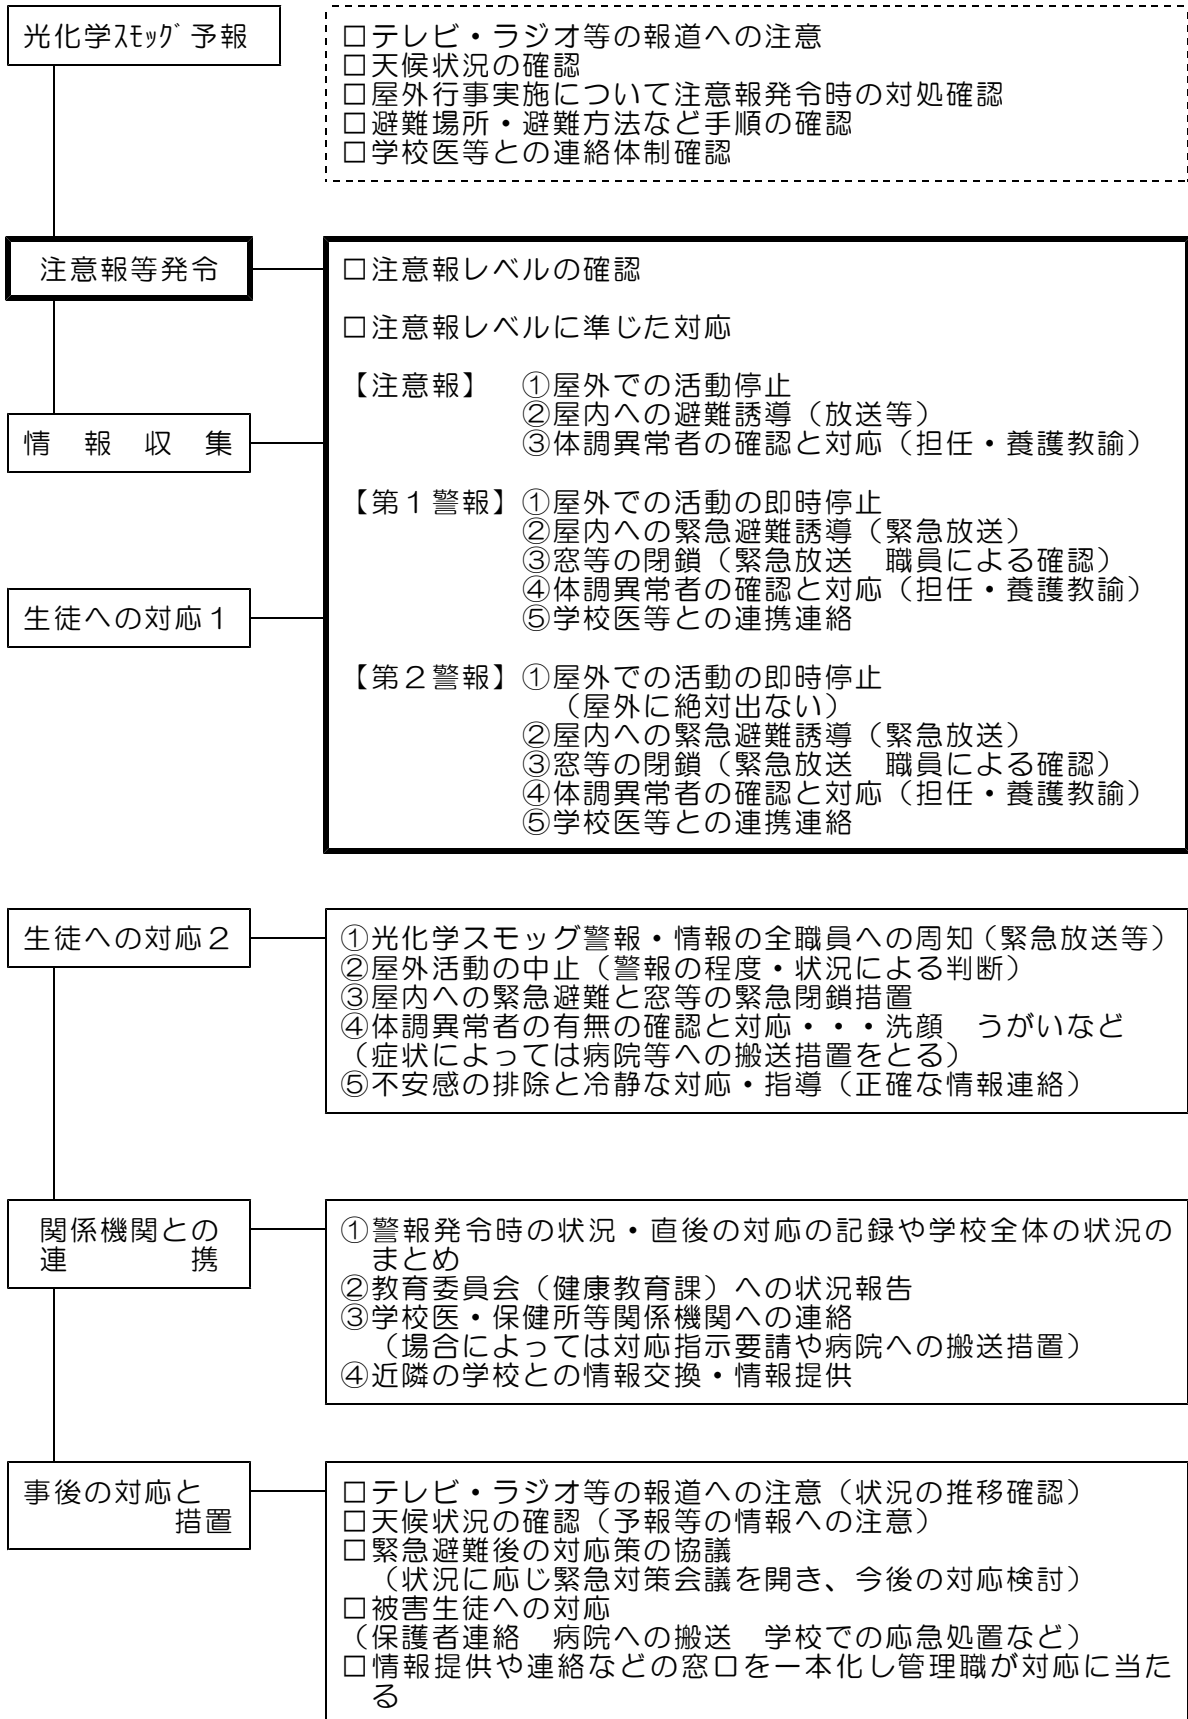 光化学ｽﾓｯｸﾞ予報
□テレビ・ラジオ等の報道への注意
□天候状況の確認
□屋外行事実施について注意報発令時の対処確認
□避難場所・避難方法など手順の確認
□学校医等との連絡体制確認
注意報等発令
□注意報レベルの確認
□注意報レベルに準じた対応
【注意報】　①屋外での活動停止
②屋内への避難誘導（放送等）
③体調異常者の確認と対応（担任・養護教諭）
情　報　収　集
【第１警報】①屋外での活動の即時停止
②屋内への緊急避難誘導（緊急放送）
③窓等の閉鎖（緊急放送　職員による確認）
④体調異常者の確認と対応（担任・養護教諭）
⑤学校医等との連携連絡
生徒への対応１
【第２警報】①屋外での活動の即時停止
（屋外に絶対出ない）
②屋内への緊急避難誘導（緊急放送）
③窓等の閉鎖（緊急放送　職員による確認）
④体調異常者の確認と対応（担任・養護教諭）
⑤学校医等との連携連絡
生徒への対応２
①光化学スモッグ警報・情報の全職員への周知（緊急放送等）
②屋外活動の中止（警報の程度・状況による判断）
③屋内への緊急避難と窓等の緊急閉鎖措置
④体調異常者の有無の確認と対応・・・洗顔　うがいなど
（症状によっては病院等への搬送措置をとる）
⑤不安感の排除と冷静な対応・指導（正確な情報連絡）
関係機関との
連　　　　携
①警報発令時の状況・直後の対応の記録や学校全体の状況の
まとめ
②教育委員会（健康教育課）への状況報告
③学校医・保健所等関係機関への連絡
（場合によっては対応指示要請や病院への搬送措置）
④近隣の学校との情報交換・情報提供
事後の対応と
措置
□テレビ・ラジオ等の報道への注意（状況の推移確認）
□天候状況の確認（予報等の情報への注意）
□緊急避難後の対応策の協議
（状況に応じ緊急対策会議を開き、今後の対応検討）
□被害生徒への対応
（保護者連絡　病院への搬送　学校での応急処置など）
□情報提供や連絡などの窓口を一本化し管理職が対応に当た
る